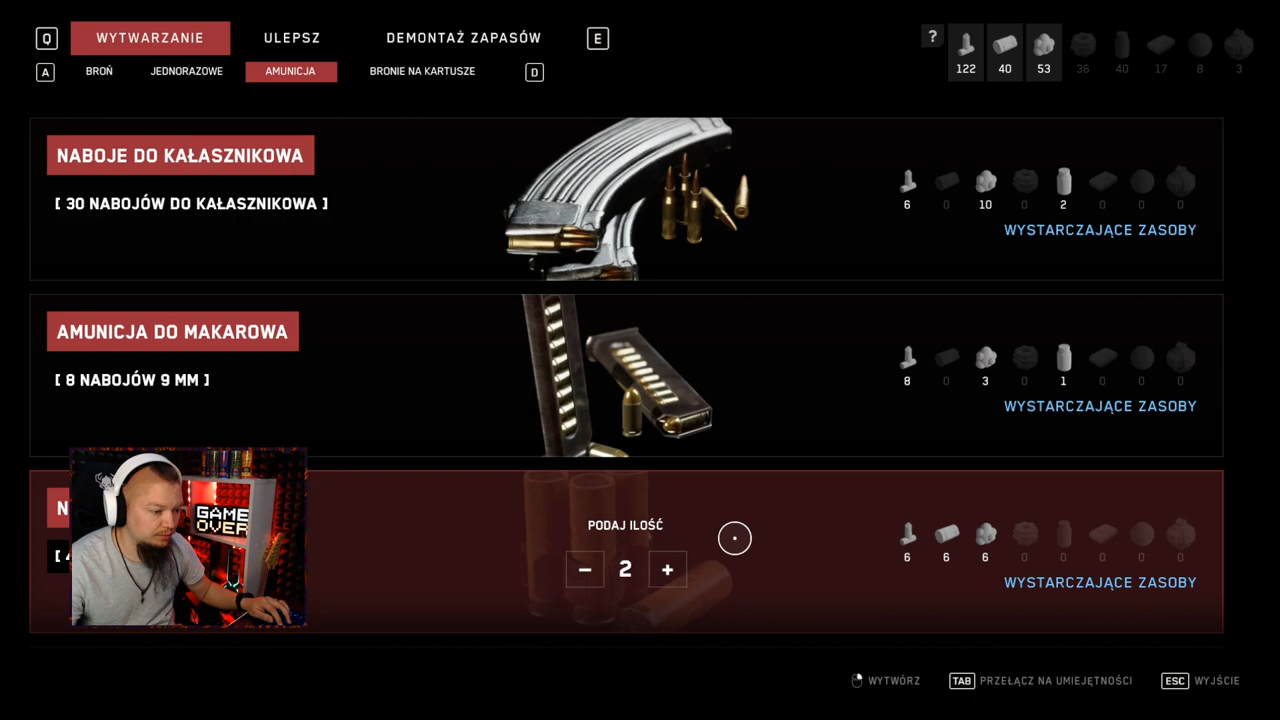 Q WYTWARZANIE ULEPSZ DEMONTAŻ ZAPASÓW E
A BROŃ JEDNORAZOWE AMUNICJA BRONIE NA KARTUSZE D
?
122 40 53 36 40 17 8 3
NABOJE DO KAŁASZNIKOWA
[ 30 NABOJÓW DO KAŁASZNIKOWA ]
6 0 10 0 2 0 0 0
WYSTARCZAJĄCE ZASOBY
AMUNICJA DO MAKAROWA
[ 8 NABOJÓW 9 MM ]
8 0 3 0 1 0 0 0
WYSTARCZAJĄCE ZASOBY
GAME
OVER
PODAJ ILOŚĆ
− 2 +
6 6 6 0 0 0 0 0
WYSTARCZAJĄCE ZASOBY
WYTWÓRZ TAB PRZEŁĄCZ NA UMIEJĘTNOŚCI ESC WYJŚCIE